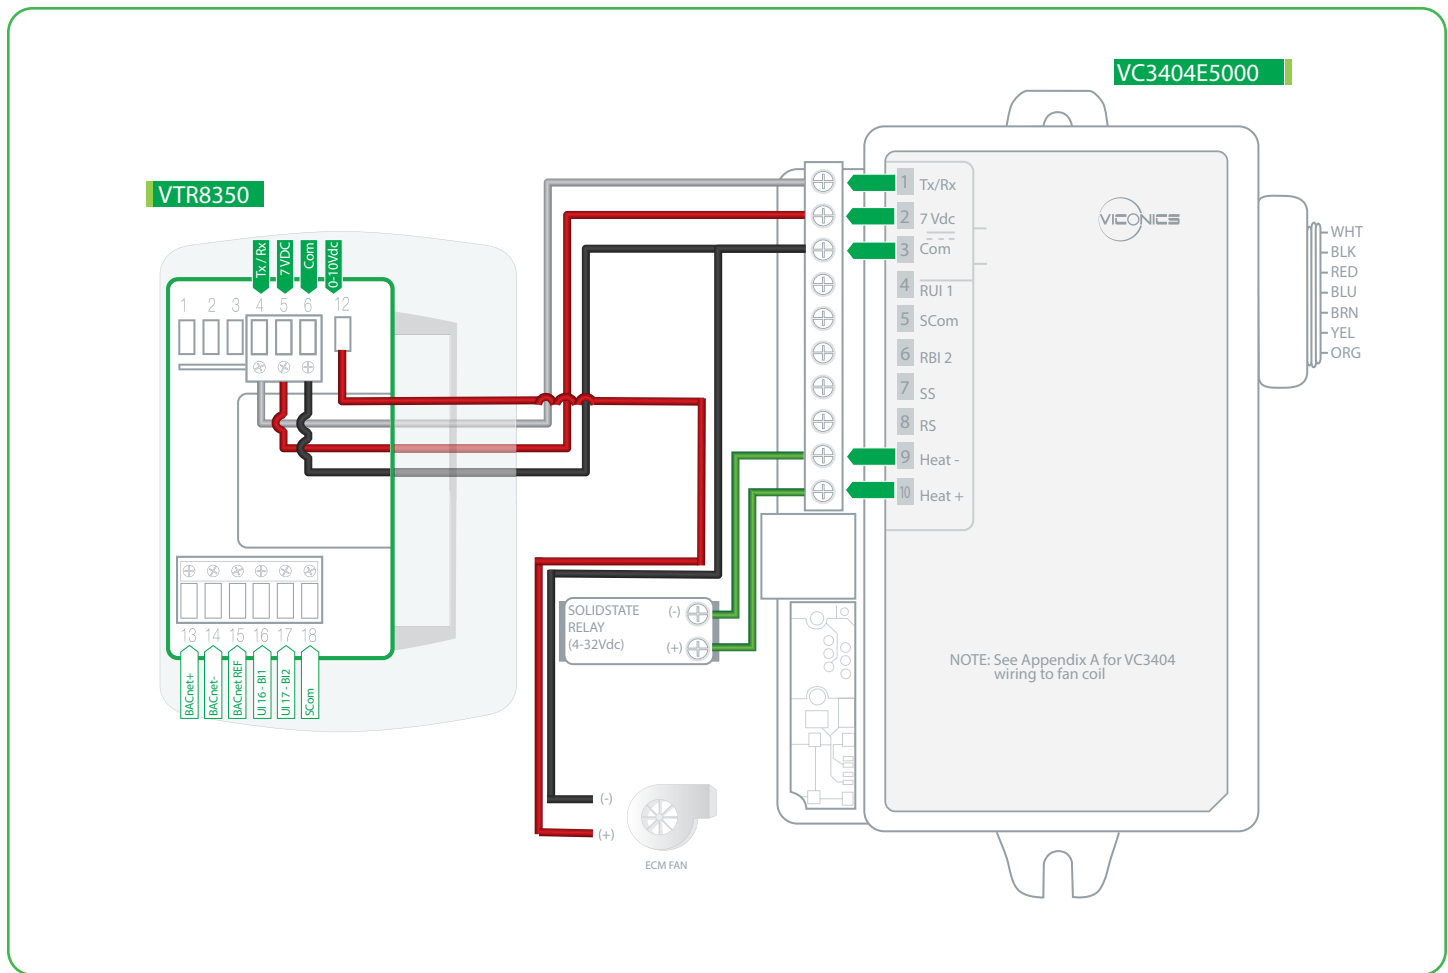 VC3404E5000
VTR8350
Tx / Rx
7 VDC
Com
0-10Vdc
1
2
3
4
5
6
12
13
14
15
16
17
18
BACnet+
BACnet-
BACnet REF
UI 16 - BI1
UI 17 - BI2
SCom
1 Tx/Rx
2 7 Vdc
3 Com
4 RUI 1
5 SCom
6 RBI 2
7 SS
8 RS
9 Heat -
10 Heat +
VICONICS
WHT
BLK
RED
BLU
BRN
YEL
ORG
SOLIDSTATE (-)
RELAY
(4-32Vdc) (+)
NOTE: See Appendix A for VC3404
wiring to fan coil
(-)
(+)
ECM FAN